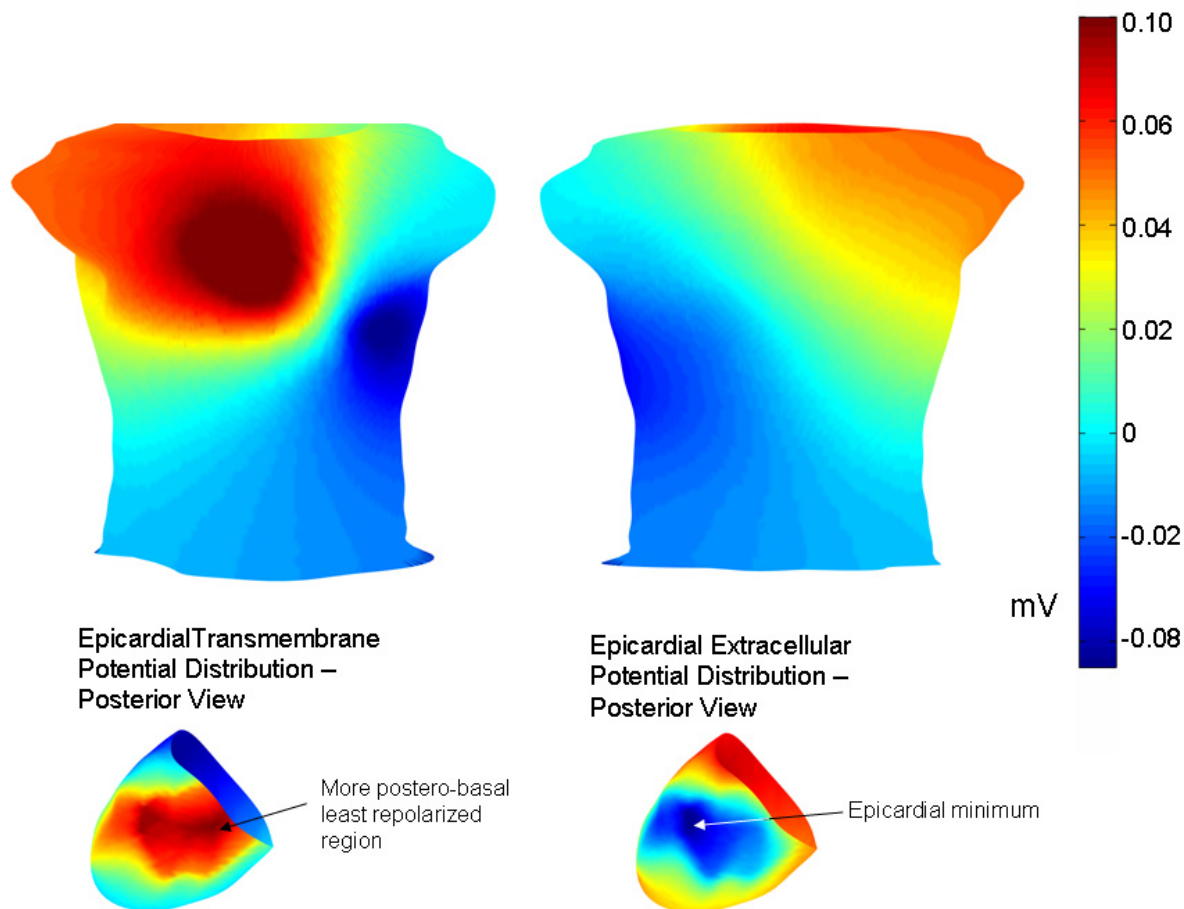 0.10
0.06
0.04
0.02
0
-0.02
-0.08
mV
EpicardialTransmembrane
Potential Distribution –
Posterior View
Epicardial Extracellular
Potential Distribution –
Posterior View
More postero-basal
least repolarized
region
Epicardial minimum